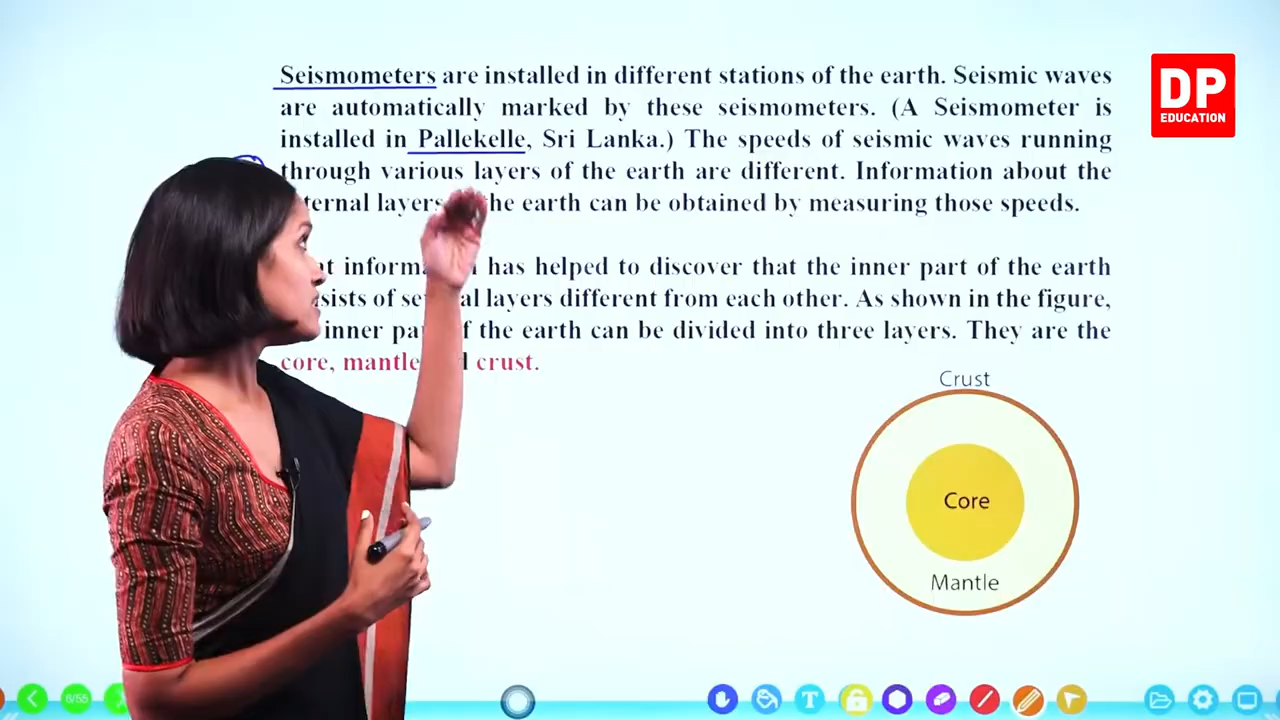 Seismometers are installed in different stations of the earth. Seismic waves
are automatically marked by these seismometers. (A Seismometer is
installed in Pallekelle, Sri Lanka.) The speeds of seismic waves running
through various layers of the earth are different. Information about the
layers the earth can be obtained by measuring those speeds.
has helped to discover that the inner part of the earth
of layers different from each other. As shown in the figure,
inner of the earth can be divided into three layers. They are the
core, mantle crust.
Crust
Core
Mantle
DP
EDUCATION
6/55
T